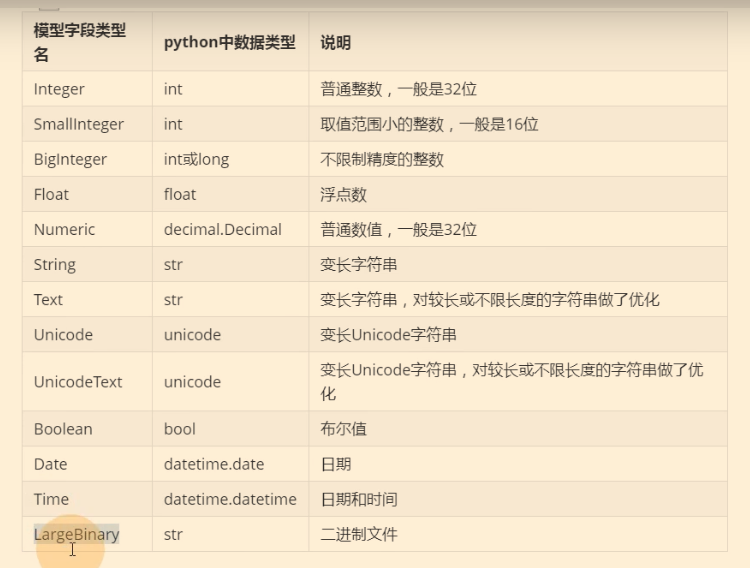 模型字段类型名 python中数据类型 说明
Integer int 普通整数，一般是32位
SmallInteger int 取值范围小的整数，一般是16位
BigInteger int或long 不限制精度的整数
Float float 浮点数
Numeric decimal.Decimal 普通数值，一般是32位
String str 变长字符串
Text str 变长字符串，对较长或不限长度的字符串做了优化
Unicode unicode 变长Unicode字符串
UnicodeText unicode 变长Unicode字符串，对较长或不限长度的字符串做了优化
Boolean bool 布尔值
Date datetime.date 日期
Time datetime.datetime 日期和时间
LargeBinary str 二进制文件